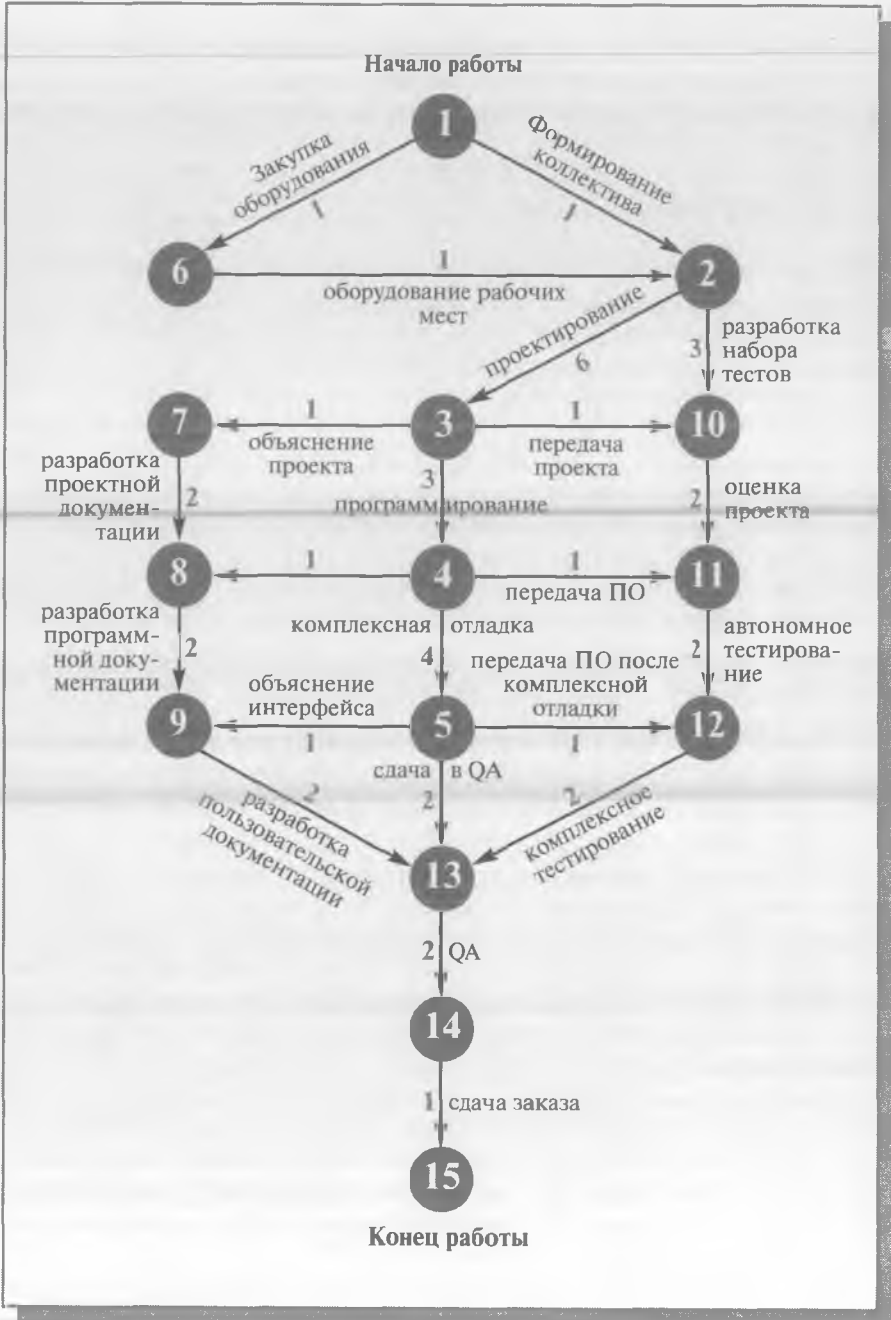 Начало работы
1
Закупка
оборудования
1
Формирование
коллектива
1
6
1
оборудование рабочих
мест
2
проектирование
6
3
разработка
набора
тестов
7
1
объяснение
проекта
3
1
передача
проекта
10
разработка
проектной
докумен-
тации
2
3
программирование
2
оценка
проекта
8
1
4
1
передача ПО
11
разработка
програм-
ной доку-
ментации
2
комплексная отладка
4
передача ПО после
комплексной
отладки
2
автономное
тестирова-
ние
объяснение
интерфейса
9
1
5
1
12
сдача в QA
2
2
разработка
пользовательской
документации
2
комплексное
тестирование
13
2 QA
14
1 сдача заказа
15
Конец работы